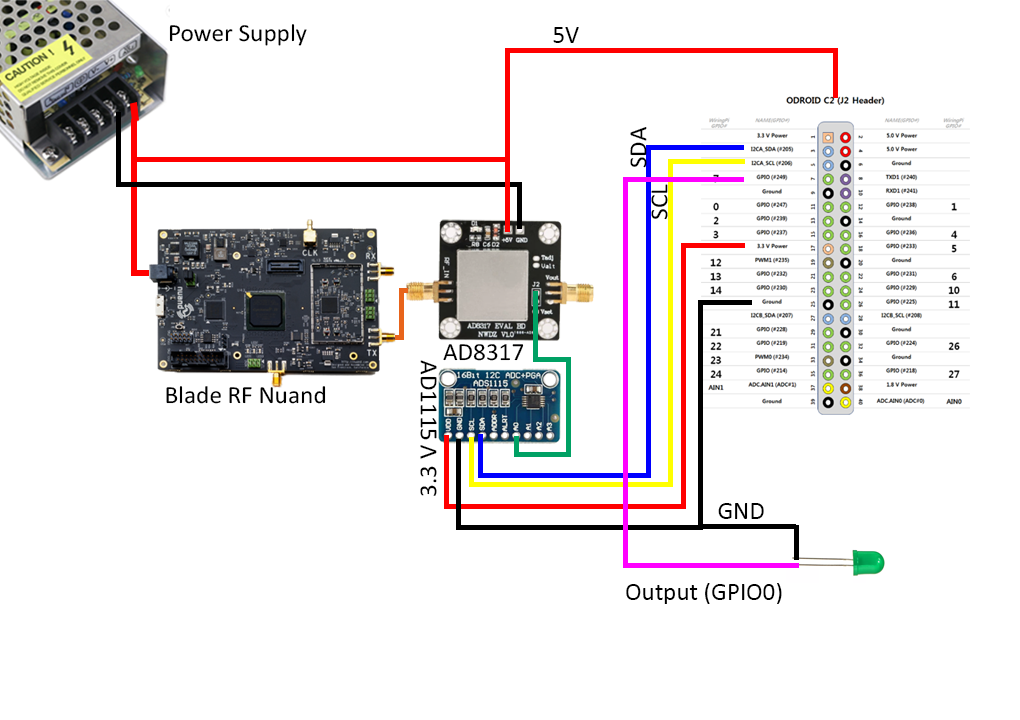 Power Supply
CAUTION !
5V
ODROID C2 (J2 Header)
WiringPi GPIO# NAME(GPIO#) NAME(GPIO#) WiringPi GPIO#
3.3 V Power 1 2 5.0 V Power
I2CA_SDA (#205) 3 4 5.0 V Power
I2CA_SCL (#206) 5 6 Ground
7 GPIO (#249) 7 8 TXD1 (#240)
Ground 9 10 RXD1 (#241)
0 GPIO (#247) 11 12 GPIO (#238) 1
2 GPIO (#239) 13 14 Ground
3 GPIO (#237) 15 16 GPIO (#236) 4
3.3 V Power 17 18 GPIO (#233) 5
12 PWM1 (#235) 19 20 Ground
13 GPIO (#232) 21 22 GPIO (#231) 6
14 GPIO (#230) 23 24 GPIO (#229) 10
Ground 25 26 GPIO (#225) 11
I2CB_SDA (#207) 27 28 I2CB_SCL (#208)
21 GPIO (#228) 29 30 Ground
22 GPIO (#219) 31 32 GPIO (#224) 26
23 PWM0 (#234) 33 34 Ground
24 GPIO (#214) 35 36 GPIO (#218) 27
AIN1 ADC.AIN1 (ADC#1) 37 38 1.8 V Power
Ground 39 40 ADC.AIN0 (ADC#0) AIN0
SDA
SCL
CLK
RX
TX
nuand
Blade RF Nuand
+5V GND
R8 C6 D2
RF_IN
Tadj
Vout
J2
AD8317 EVAL BD
NWDZ V1.0
AD8317
16Bit I2C ADC+PGA
ADS1115
VDD
GND
SCL
SDA
ADDR
ALRT
A0
A1
A2
A3
AD1115 V 3.3
GND
Output (GPIO0)